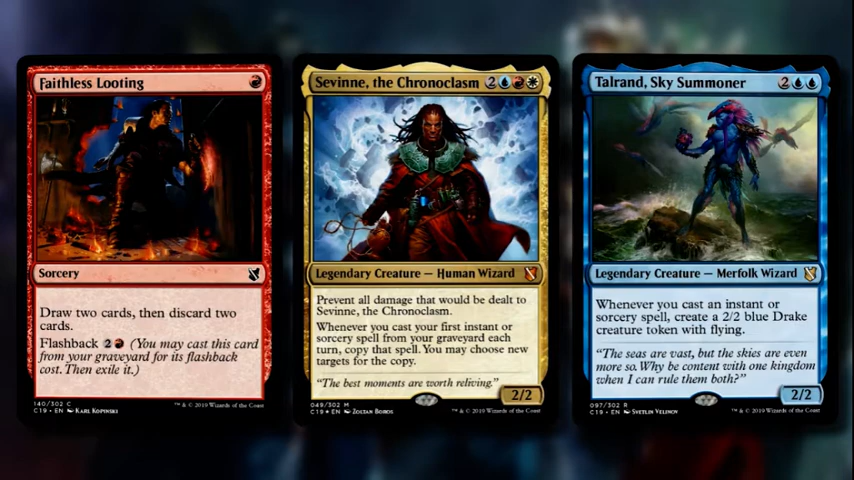 Faithless Looting
Sorcery
Draw two cards, then discard two
cards.
Flashback 2 (You may cast this card
from your graveyard for its flashback
cost. Then exile it.)
140/302 C
C19 • EN Karl Kopinski
™ & © 2019 Wizards of the Coast
Sevinne, the Chronoclasm 2
Legendary Creature — Human Wizard
Prevent all damage that would be dealt to
Sevinne, the Chronoclasm.
Whenever you cast your first instant or
sorcery spell from your graveyard each
turn, copy that spell. You may choose new
targets for the copy.
"The best moments are worth reliving."
2/2
049/302 M
C19 ★ EN Zoltan Boros
™ & © 2019 Wizards of the Coast
Talrand, Sky Summoner 2
Legendary Creature — Merfolk Wizard
Whenever you cast an instant or
sorcery spell, create a 2/2 blue Drake
creature token with flying.
"The seas are vast, but the skies are even
more so. Why be content with one kingdom
when I can rule them both?"
2/2
097/302 R
C19 • EN Svetlin Velinov
™ & © 2019 Wizards of the Coast